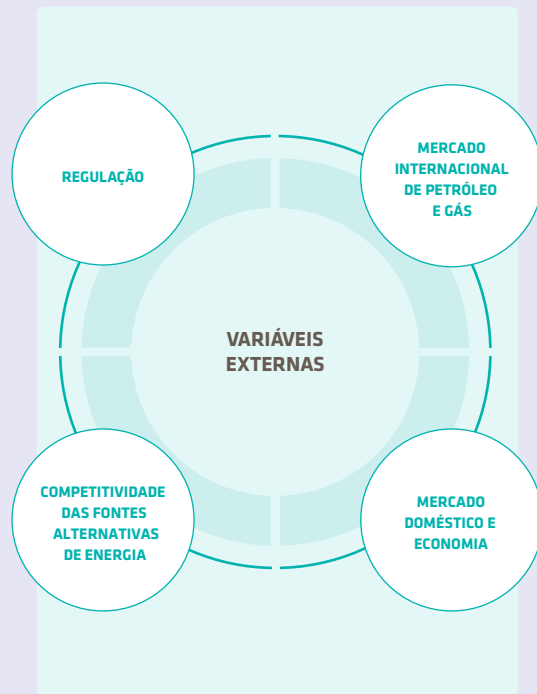 REGULAÇÃO
MERCADO
INTERNACIONAL
DE PETRÓLEO
E GÁS
VARIÁVEIS
EXTERNAS
COMPETITIVIDADE
DAS FONTES
ALTERNATIVAS
DE ENERGIA
MERCADO
DOMÉSTICO E
ECONOMIA